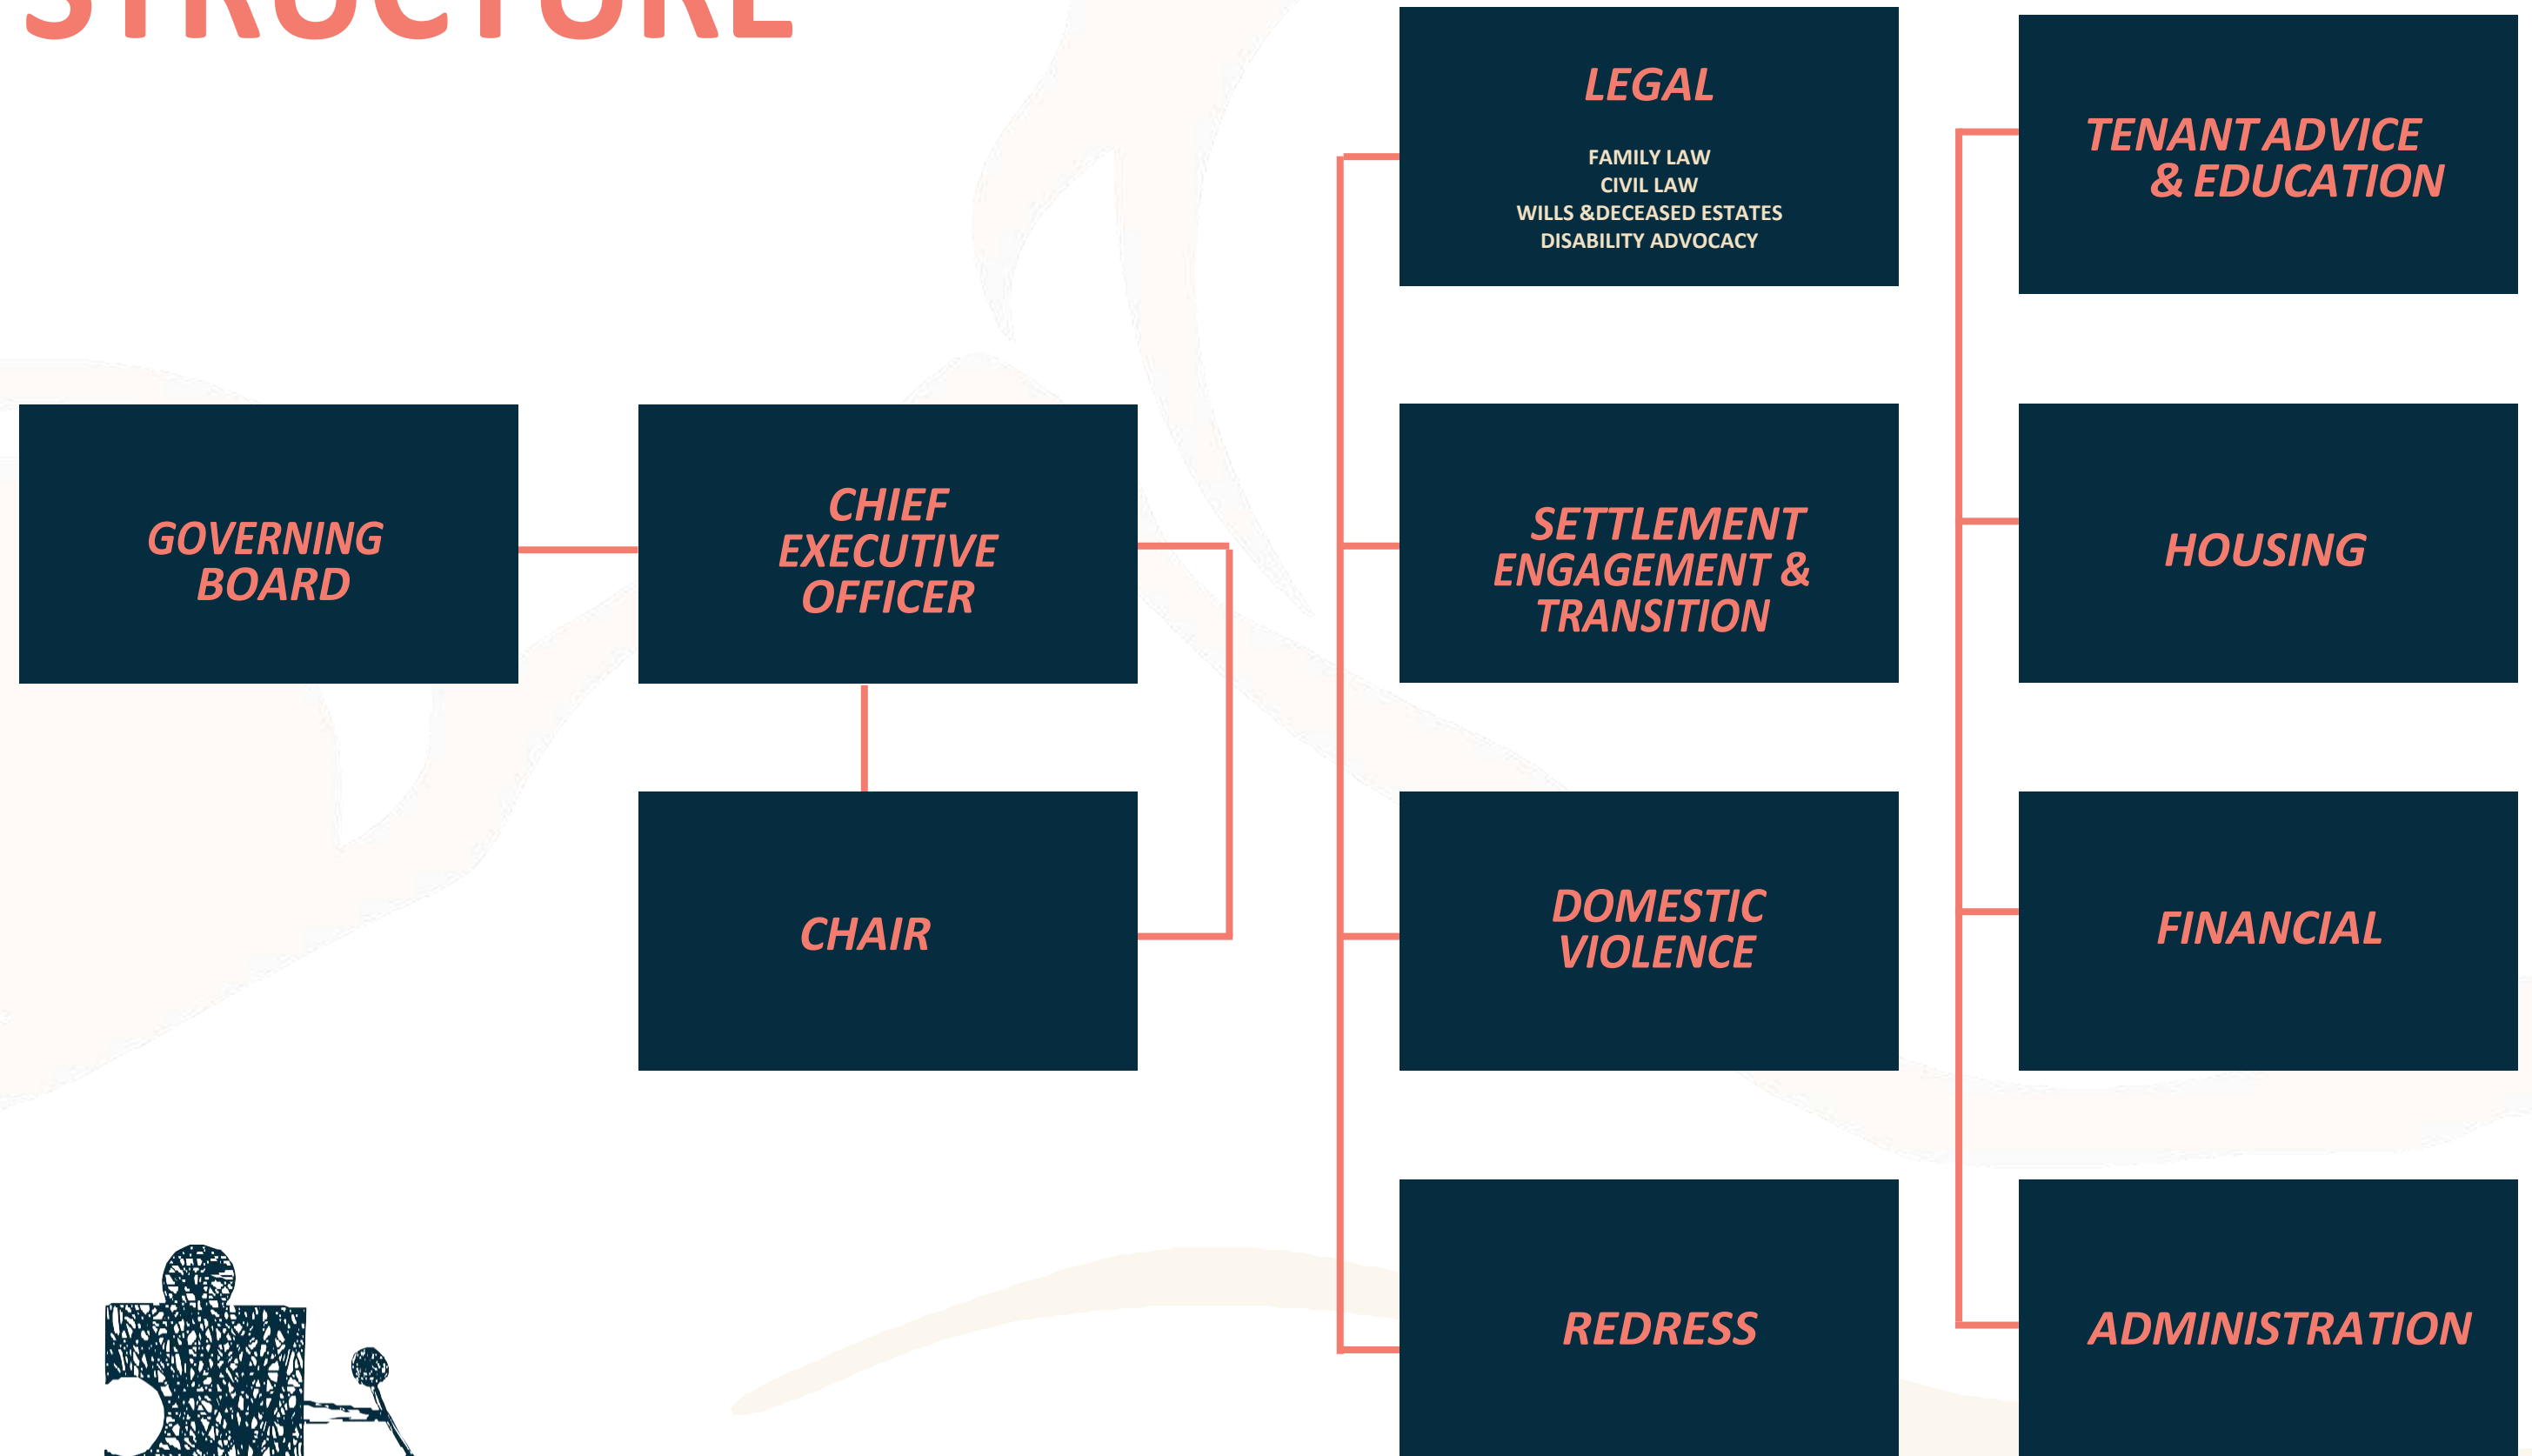 STRUCTURE
GOVERNING
BOARD
CHIEF
EXECUTIVE
OFFICER
CHAIR
LEGAL
FAMILY LAW
CIVIL LAW
WILLS &DECEASED ESTATES
DISABILITY ADVOCACY
SETTLEMENT
ENGAGEMENT &
TRANSITION
DOMESTIC
VIOLENCE
REDRESS
TENANT ADVICE
& EDUCATION
HOUSING
FINANCIAL
ADMINISTRATION